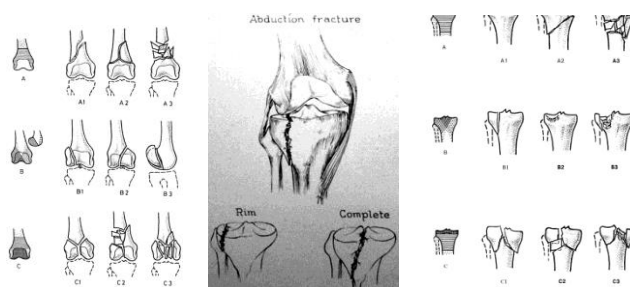 A
A1
A2
A3
B
B1
B2
B3
C
C1
C2
C3
Abduction fracture
Rim
Complete
A
A1
A2
A3
B
B1
B2
B3
C
C1
C2
C3